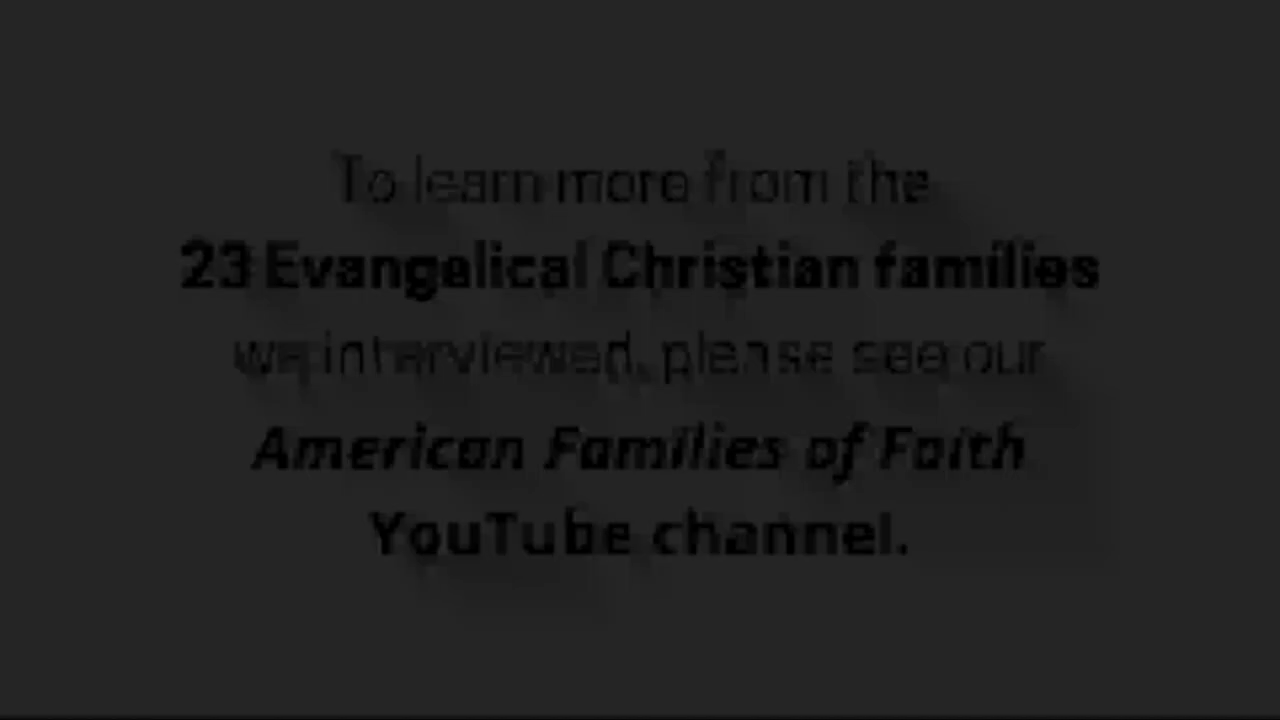 To learn more from the
23 Evangelical Christian families
we interviewed, please see our
American Families of Faith
YouTube channel.